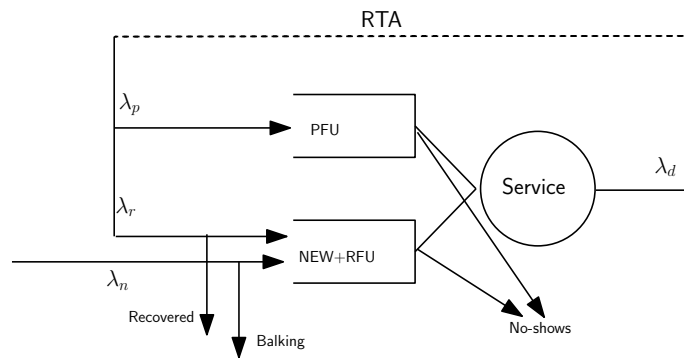 RTA
λ_p
PFU
Service
λ_d
λ_r
NEW+RFU
λ_n
Recovered
Balking
No-shows